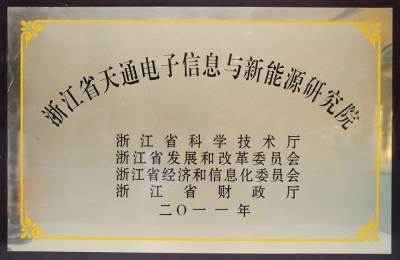 浙江省天通电子信息与新能源研究院
浙江省科学技术厅
浙江省发展和改革委员会
浙江省经济和信息化委员会
浙江省财政厅
二〇一一年